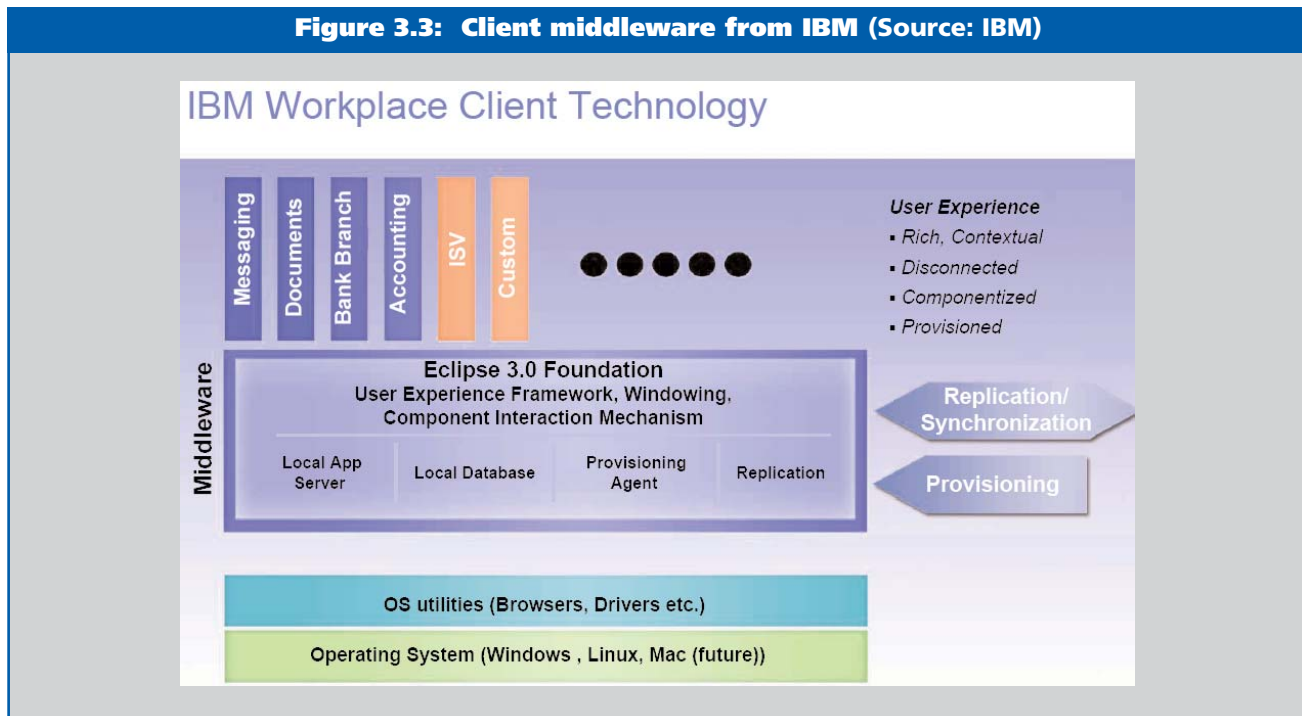 Figure 3.3: Client middleware from IBM (Source: IBM)
IBM Workplace Client Technology
Messaging
Documents
Bank Branch
Accounting
ISV
Custom
User Experience
▪ Rich, Contextual
▪ Disconnected
▪ Componentized
▪ Provisioned
Middleware
Eclipse 3.0 Foundation
User Experience Framework, Windowing,
Component Interaction Mechanism
Local App
Server
Local Database
Provisioning
Agent
Replication
Replication/
Synchronization
Provisioning
OS utilities (Browsers, Drivers etc.)
Operating System (Windows , Linux, Mac (future))